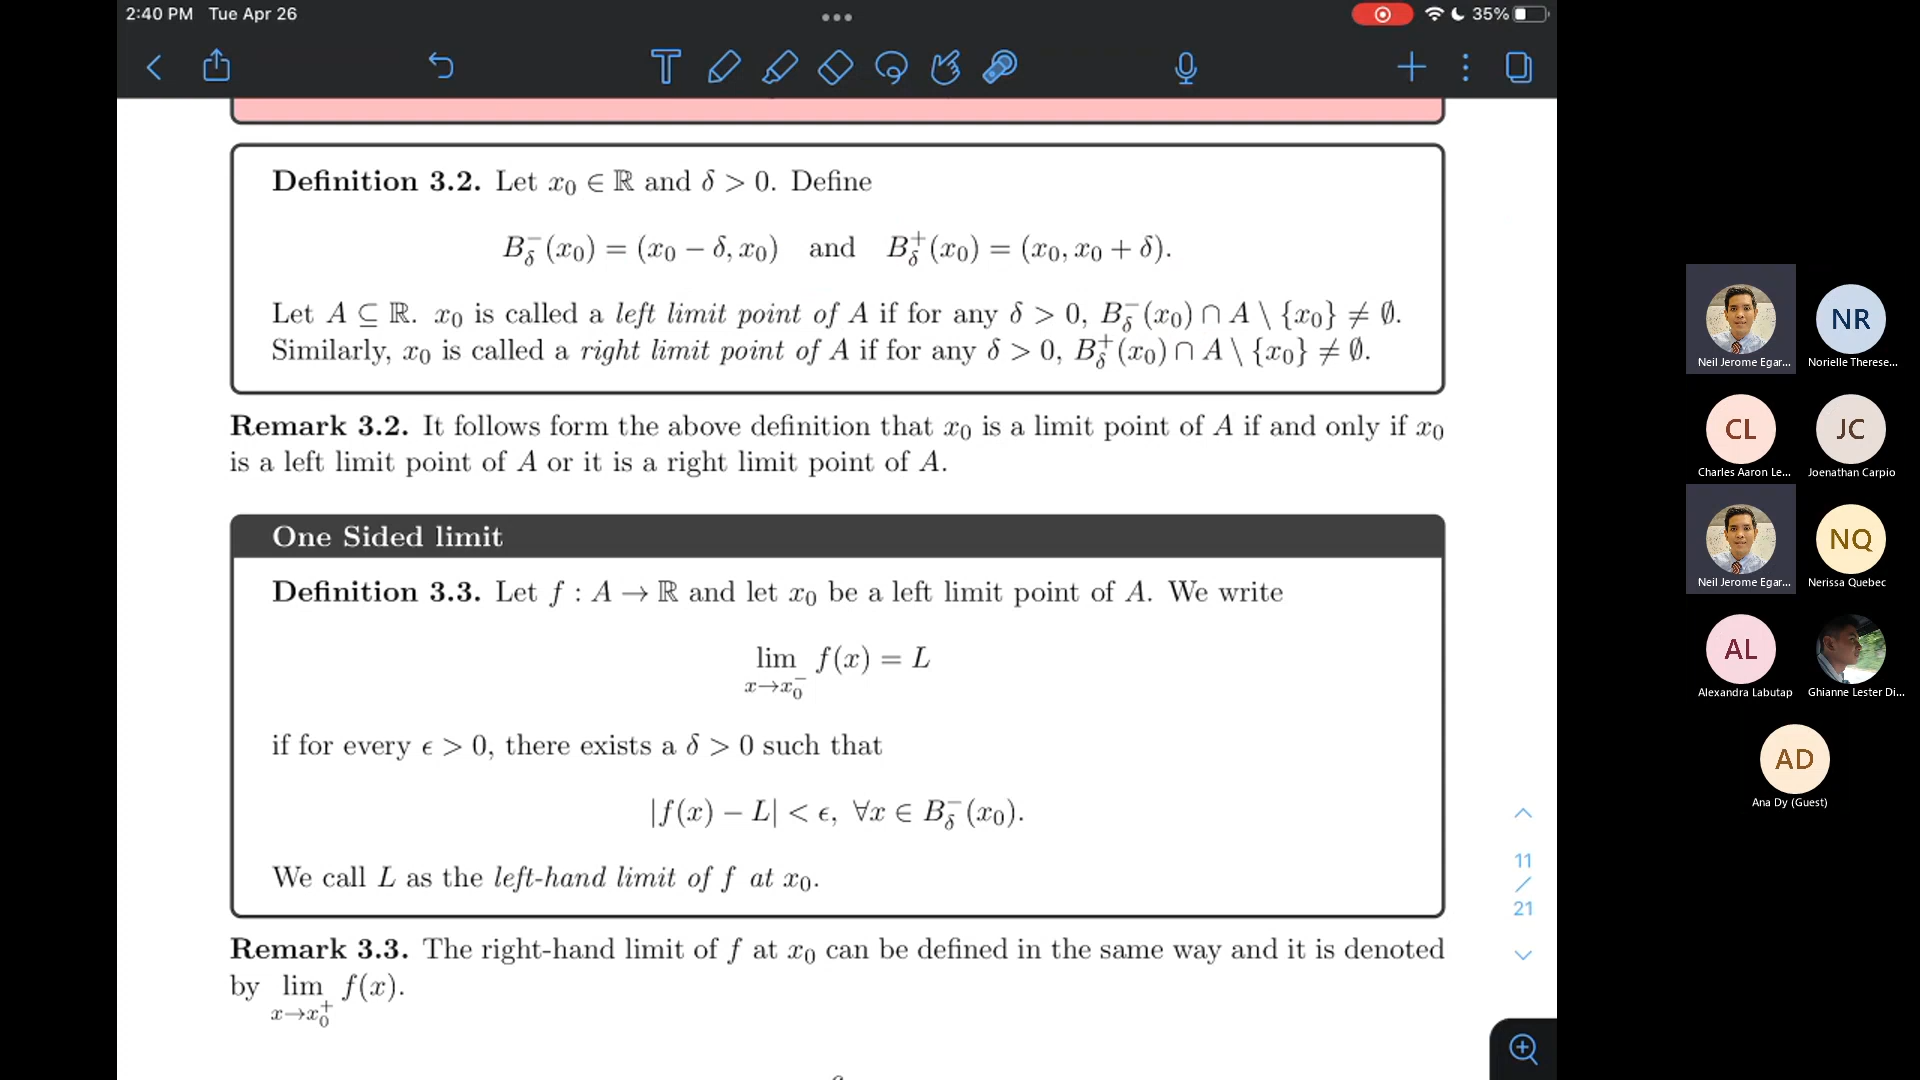 2:40 PM Tue Apr 26
35%
Definition 3.2. Let x₀ ∈ ℝ and δ > 0. Define
B_δ^−(x₀) = (x₀ − δ, x₀) and B_δ^+(x₀) = (x₀, x₀ + δ).
Let A ⊆ ℝ. x₀ is called a left limit point of A if for any δ > 0, B_δ^−(x₀) ∩ A \ {x₀} ≠ ∅.
Similarly, x₀ is called a right limit point of A if for any δ > 0, B_δ^+(x₀) ∩ A \ {x₀} ≠ ∅.
Remark 3.2. It follows form the above definition that x₀ is a limit point of A if and only if x₀
is a left limit point of A or it is a right limit point of A.
One Sided limit
Definition 3.3. Let f : A → ℝ and let x₀ be a left limit point of A. We write
lim_{x→x₀^−} f(x) = L
if for every ϵ > 0, there exists a δ > 0 such that
|f(x) − L| < ϵ, ∀x ∈ B_δ^−(x₀).
We call L as the left-hand limit of f at x₀.
Remark 3.3. The right-hand limit of f at x₀ can be defined in the same way and it is denoted
by lim_{x→x₀^+} f(x).
11
/
21
Neil Jerome Egar...
NR
Norielle Therese...
CL
Charles Aaron Le...
JC
Joenathan Carpio
Neil Jerome Egar...
NQ
Nerissa Quebec
AL
Alexandra Labutap
Ghianne Lester Di...
AD
Ana Dy (Guest)